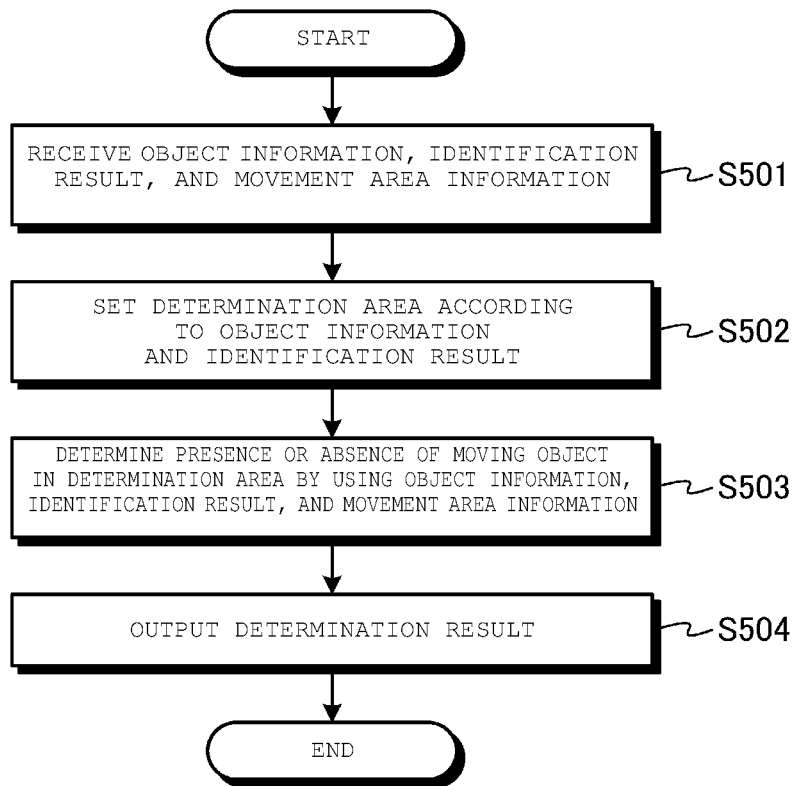 START
RECEIVE OBJECT INFORMATION, IDENTIFICATION
RESULT, AND MOVEMENT AREA INFORMATION
S501
SET DETERMINATION AREA ACCORDING
TO OBJECT INFORMATION
AND IDENTIFICATION RESULT
S502
DETERMINE PRESENCE OR ABSENCE OF MOVING OBJECT
IN DETERMINATION AREA BY USING OBJECT INFORMATION,
IDENTIFICATION RESULT, AND MOVEMENT AREA INFORMATION
S503
OUTPUT DETERMINATION RESULT
S504
END